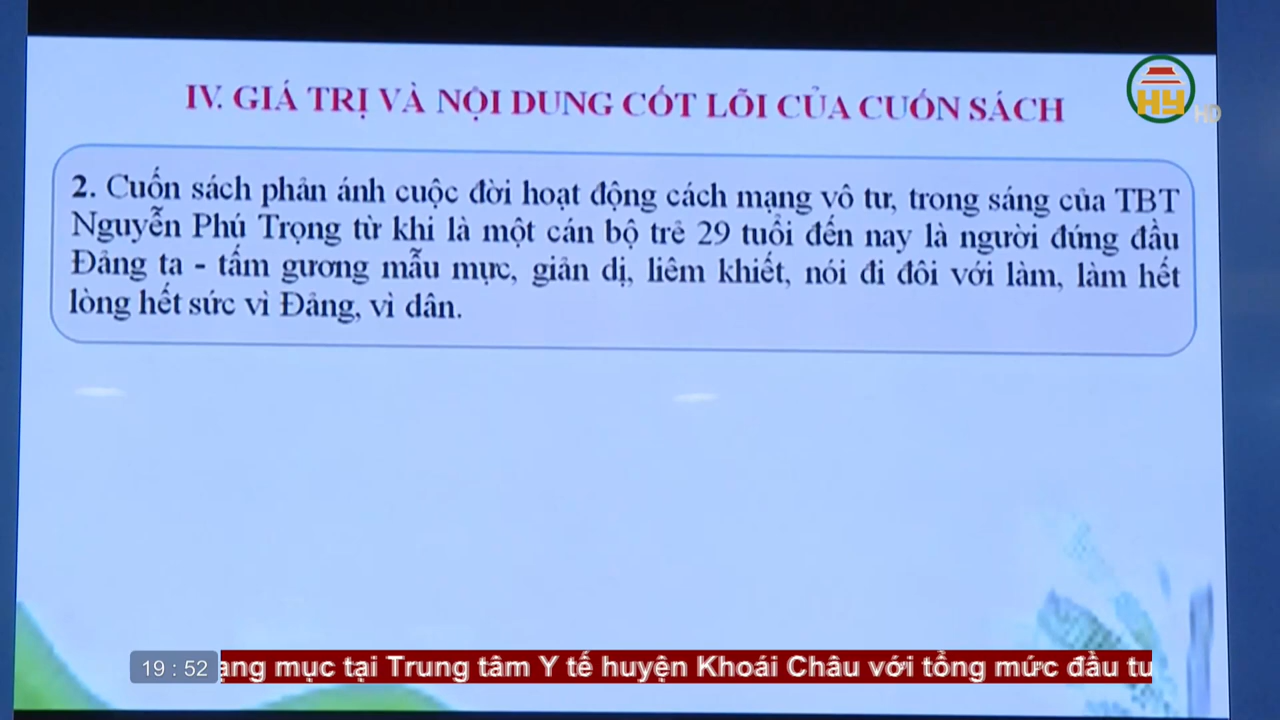 IV. GIÁ TRỊ VÀ NỘI DUNG CỐT LÕI CỦA CUỐN SÁCH
HY HD
2. Cuốn sách phản ánh cuộc đời hoạt động cách mạng vô tư, trong sáng của TBT
Nguyễn Phú Trọng từ khi là một cán bộ trẻ 29 tuổi đến nay là người đứng đầu
Đảng ta - tấm gương mẫu mực, giản dị, liêm khiết, nói đi đôi với làm, làm hết
lòng hết sức vì Đảng, vì dân.
19 : 52 ạng mục tại Trung tâm Y tế huyện Khoái Châu với tổng mức đầu tư